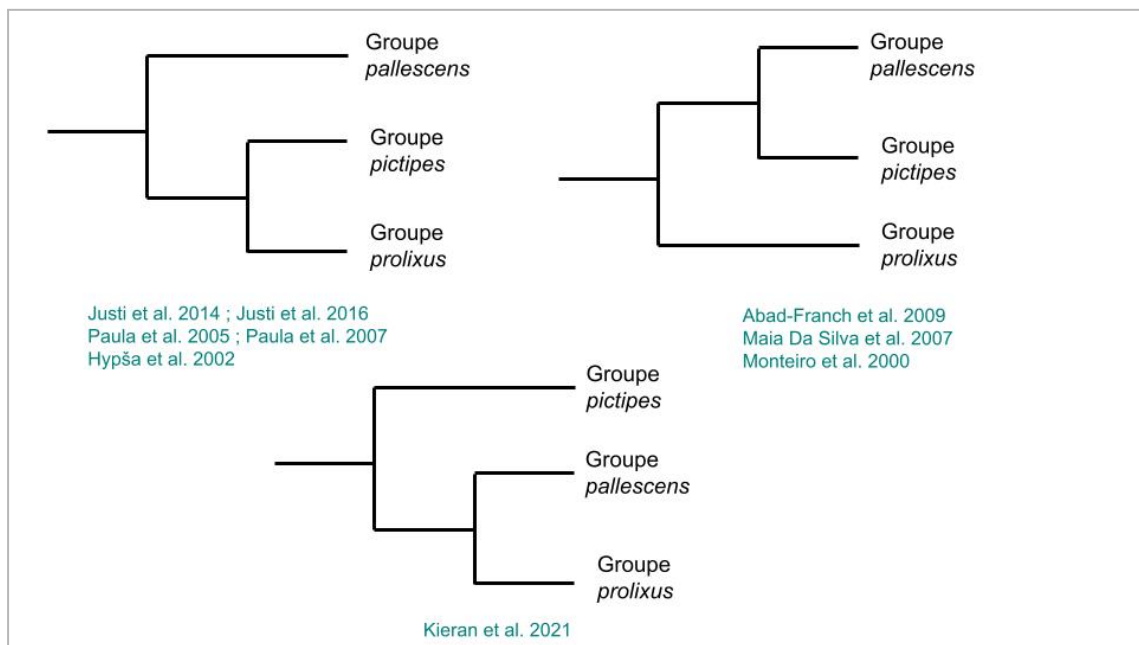 Groupe
pallescens
Groupe
pictipes
Groupe
prolixus
Justi et al. 2014 ; Justi et al. 2016
Paula et al. 2005 ; Paula et al. 2007
Hypša et al. 2002
Groupe
pallescens
Groupe
pictipes
Groupe
prolixus
Abad-Franch et al. 2009
Maia Da Silva et al. 2007
Monteiro et al. 2000
Groupe
pictipes
Groupe
pallescens
Groupe
prolixus
Kieran et al. 2021